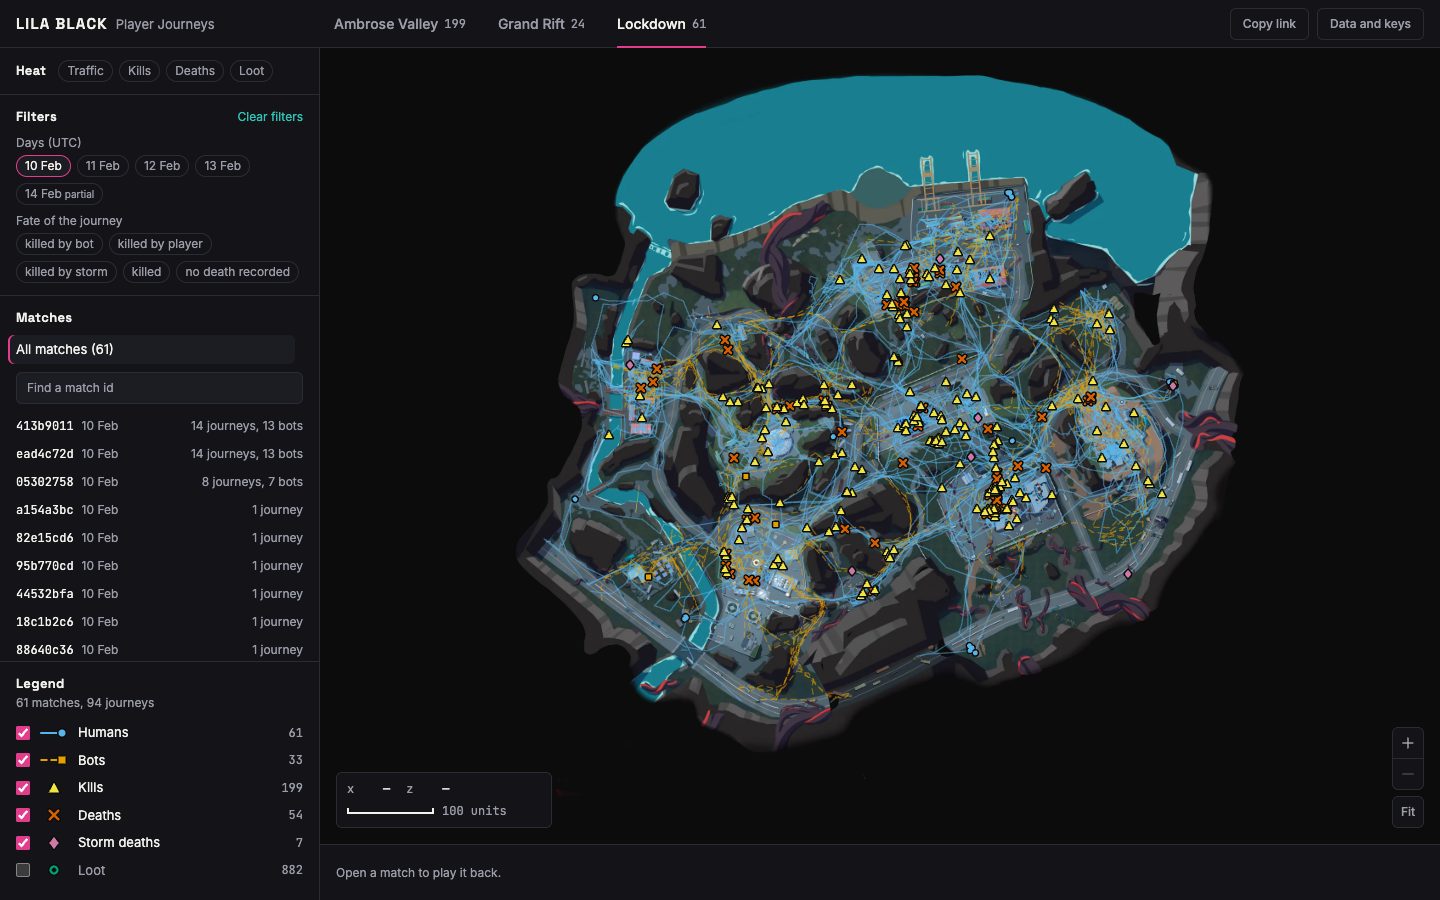 LILA BLACK Player Journeys
Ambrose Valley 199 Grand Rift 24 Lockdown 61
Copy link Data and keys
Heat Traffic Kills Deaths Loot
Filters Clear filters
Days (UTC)
10 Feb 11 Feb 12 Feb 13 Feb
14 Feb partial
Fate of the journey
killed by bot killed by player
killed by storm killed no death recorded
Matches
All matches (61)
Find a match id
413b9011 10 Feb 14 journeys, 13 bots
ead4c72d 10 Feb 14 journeys, 13 bots
05302758 10 Feb 8 journeys, 7 bots
a154a3bc 10 Feb 1 journey
82e15cd6 10 Feb 1 journey
95b770cd 10 Feb 1 journey
44532bfa 10 Feb 1 journey
18c1b2c6 10 Feb 1 journey
88640c36 10 Feb 1 journey
Legend
61 matches, 94 journeys
Humans 61
Bots 33
Kills 199
Deaths 54
Storm deaths 7
Loot 882
x – z –
100 units
+
–
Fit
Open a match to play it back.